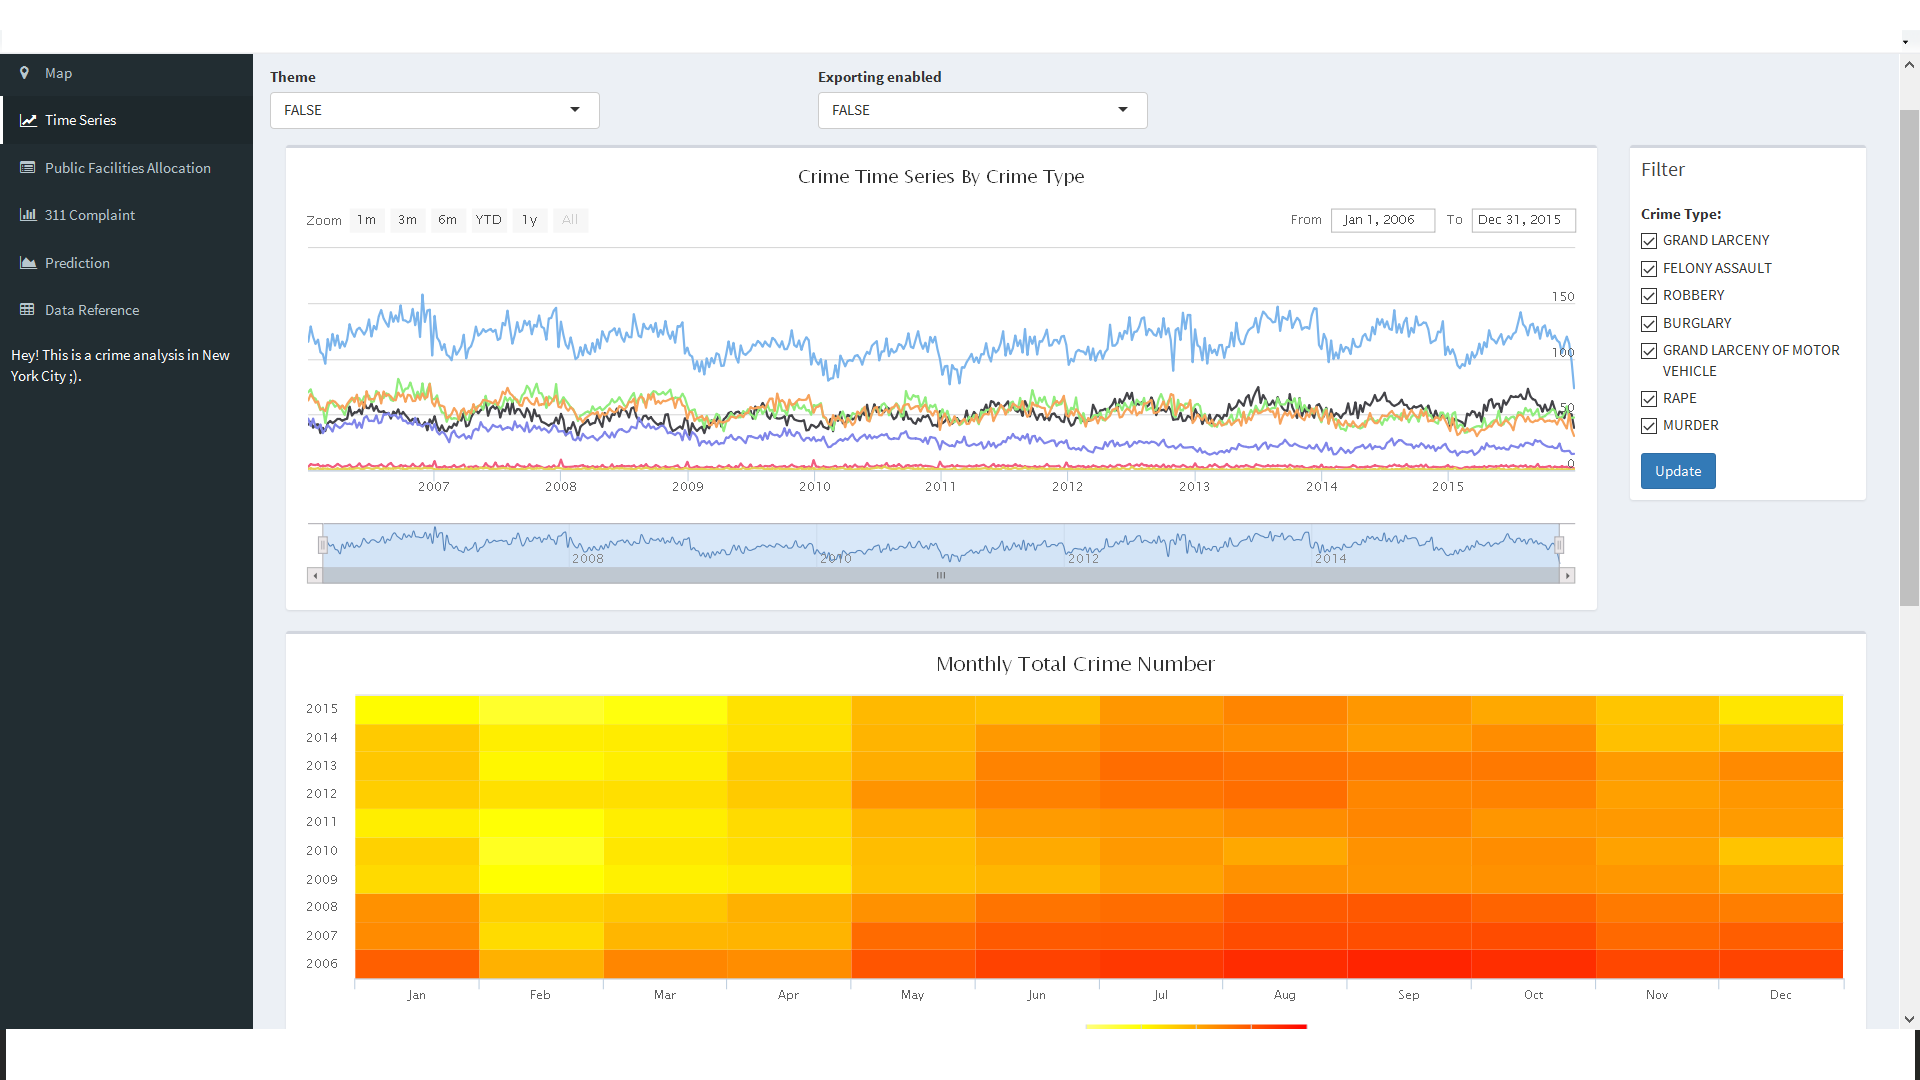 Map
Time Series
Public Facilities Allocation
311 Complaint
Prediction
Data Reference
Hey! This is a crime analysis in New
York City ;).
Theme
FALSE
Exporting enabled
FALSE
Crime Time Series By Crime Type
Zoom 1m 3m 6m YTD 1y All
From Jan 1, 2006 To Dec 31, 2015
150
100
50
0
2007 2008 2009 2010 2011 2012 2013 2014 2015
2008 2010 2012 2014
Filter
Crime Type:
GRAND LARCENY
FELONY ASSAULT
ROBBERY
BURGLARY
GRAND LARCENY OF MOTOR
VEHICLE
RAPE
MURDER
Update
Monthly Total Crime Number
2015
2014
2013
2012
2011
2010
2009
2008
2007
2006
Jan Feb Mar Apr May Jun Jul Aug Sep Oct Nov Dec